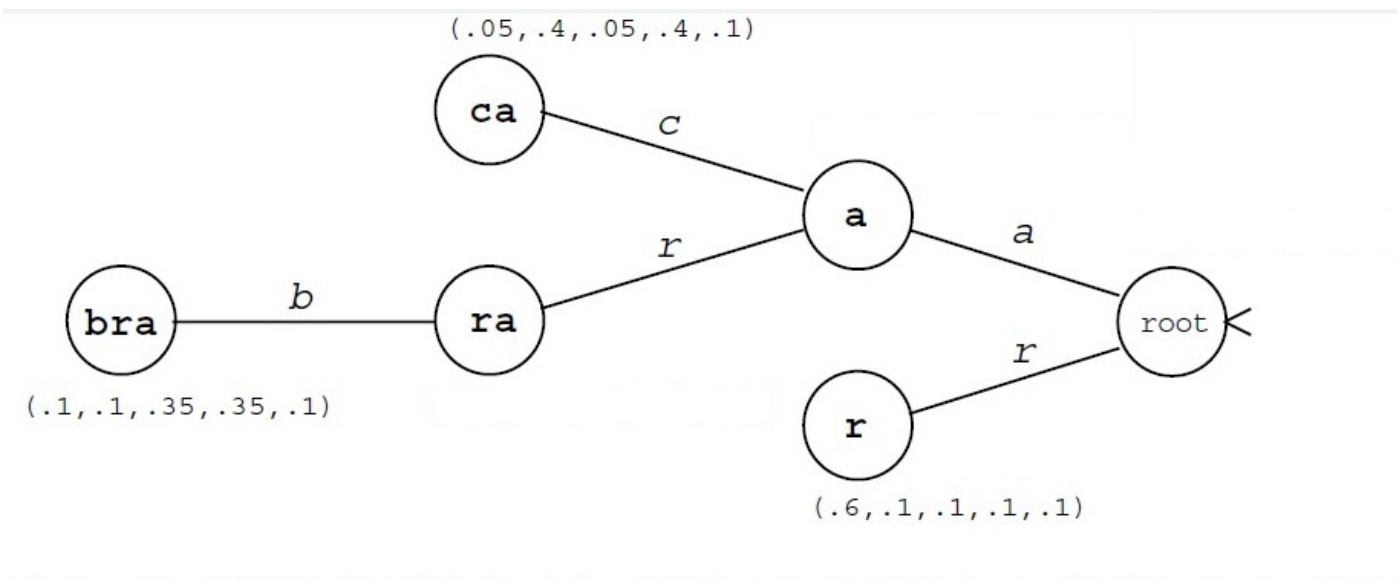 (.05,.4,.05,.4,.1)
ca
c
a
r
a
b
bra
ra
root
r
(.1,.1,.35,.35,.1)
r
(.6,.1,.1,.1,.1)